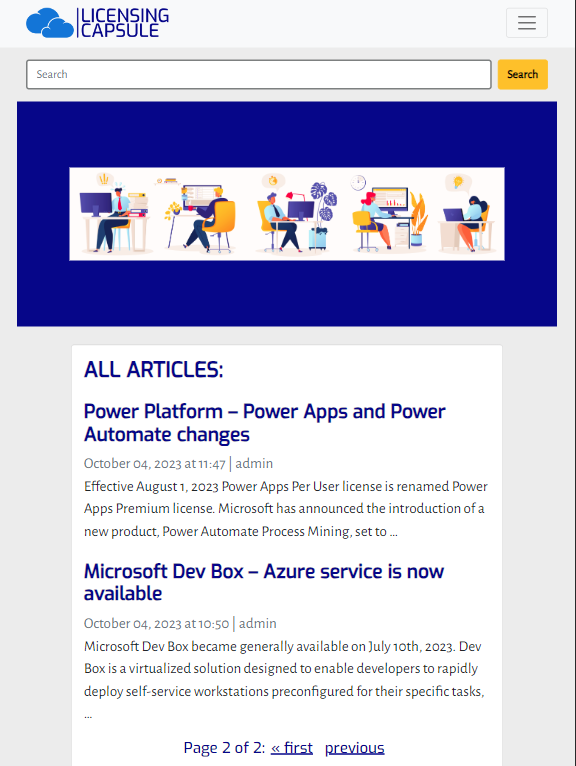 LICENSING
CAPSULE
Search
Search
ALL ARTICLES:
Power Platform – Power Apps and Power
Automate changes
October 04, 2023 at 11:47 | admin
Effective August 1, 2023 Power Apps Per User license is renamed Power
Apps Premium license. Microsoft has announced the introduction of a
new product, Power Automate Process Mining, set to …
Microsoft Dev Box – Azure service is now
available
October 04, 2023 at 10:50 | admin
Microsoft Dev Box became generally available on July 10th, 2023. Dev
Box is a virtualized solution designed to enable developers to rapidly
deploy self-service workstations preconfigured for their specific tasks,
…
Page 2 of 2: « first previous